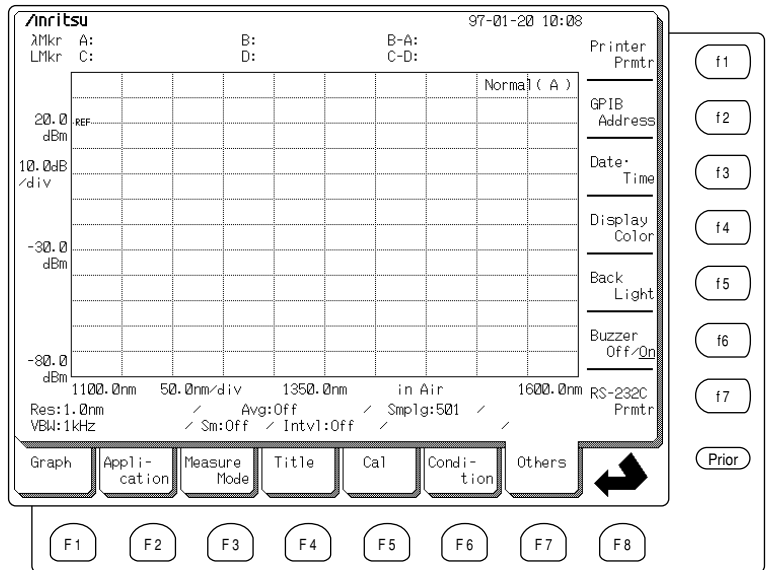 Anritsu 97-01-20 10:08
λMkr A: B: B-A:
LMkr C: D: C-D:
Normal( A )
20.0
dBm
REF
10.0dB
/div
-30.0
dBm
-80.0
dBm
1100.0nm 50.0nm/div 1350.0nm in Air 1600.0nm
Res:1.0nm / Avg:Off / Smplg:501 /
VBW:1kHz / Sm:Off / Intvl:Off / /
Printer
Prmtr
GPIB
Address
Date·
Time
Display
Color
Back
Light
Buzzer
Off/On
RS-232C
Prmtr
f1
f2
f3
f4
f5
f6
f7
Prior
Graph
Appli-
cation
Measure
Mode
Title
Cal
Condi-
tion
Others
F1 F2 F3 F4 F5 F6 F7 F8